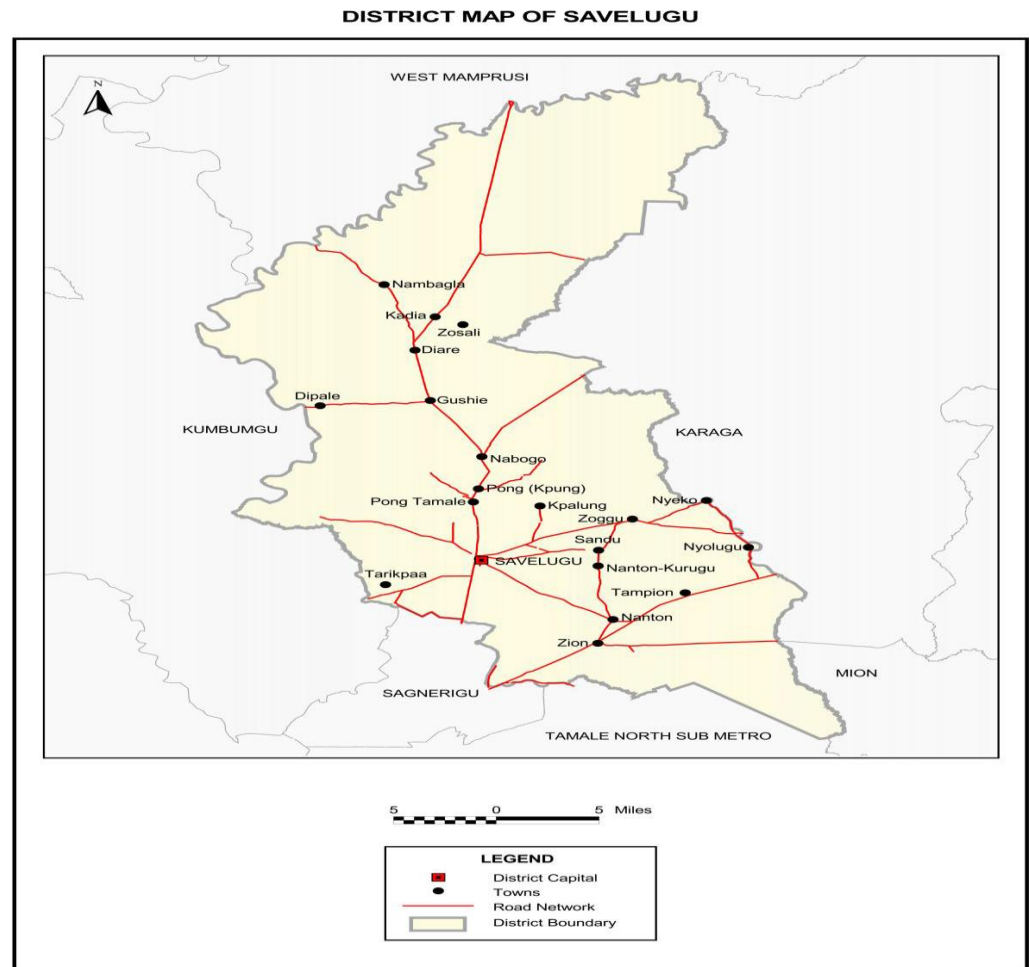 DISTRICT MAP OF SAVELUGU
WEST MAMPRUSI
N
Nambagla
Kadia
Zosali
Diare
Dipale
Gushie
KUMBUMGU
KARAGA
Nabogo
Pong (Kpung)
Pong Tamale
Kpalung
Nyeko
Zoggu
Sandu
Nyolugu
SAVELUGU
Nanton-Kurugu
Tarikpaa
Tampion
Nanton
Zion
MION
SAGNERIGU
TAMALE NORTH SUB METRO
5 0 5 Miles
LEGEND
District Capital
Towns
Road Network
District Boundary